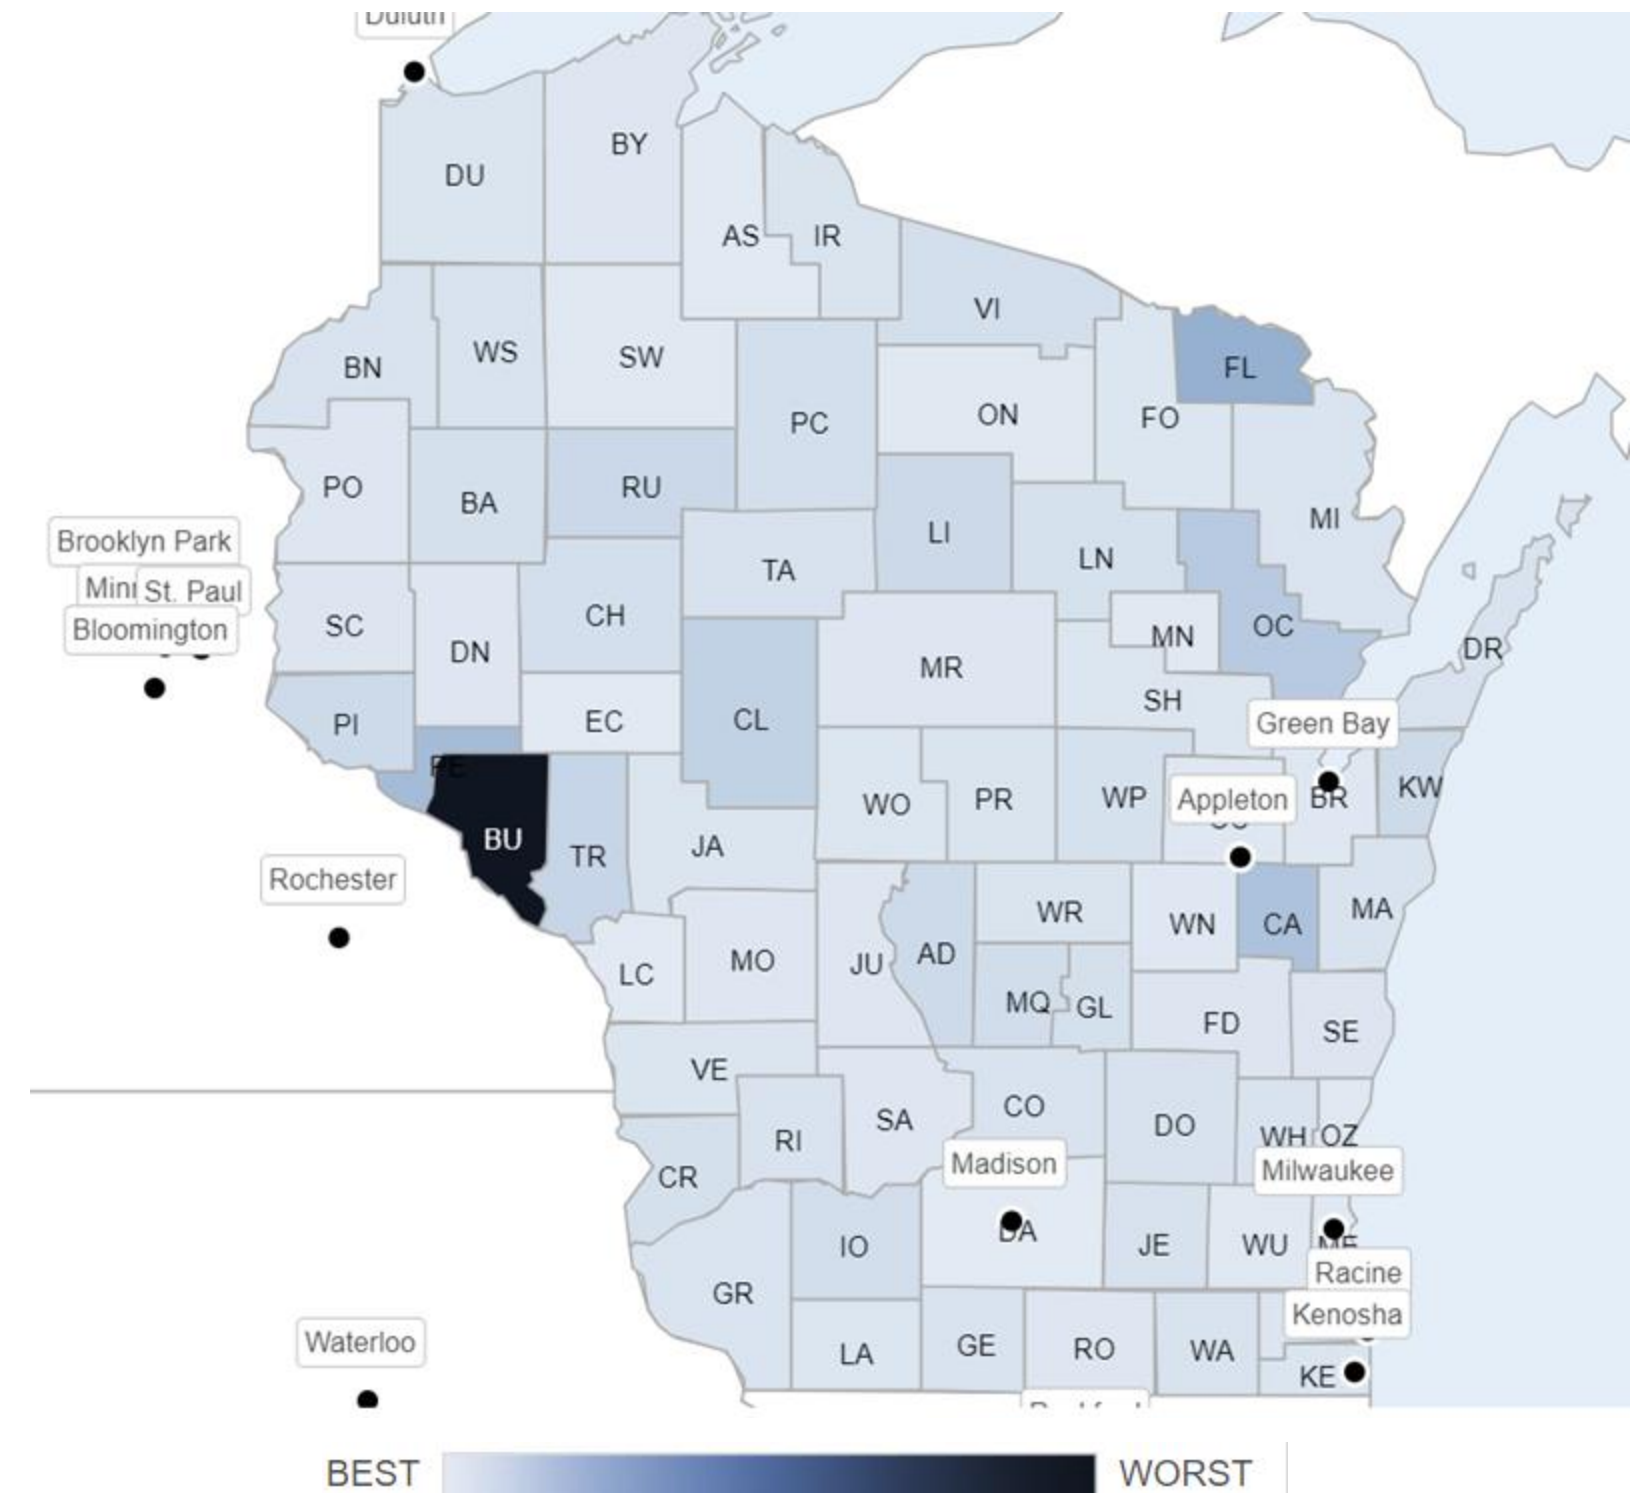 Duluth
BY
DU
AS
IR
VI
BN
WS
SW
FL
PC
ON
FO
PO
BA
RU
LI
MI
Brooklyn Park
St. Paul
Bloomington
TA
LN
SC
CH
MN
OC
DN
MR
DR
PI
EC
CL
SH
Green Bay
PE
BU
TR
JA
WO
PR
WP
Appleton
BR
KW
Rochester
WR
WN
CA
MA
LC
MO
JU
AD
MQ
GL
FD
SE
VE
RI
SA
CO
DO
WH
OZ
CR
Madison
Milwaukee
IO
DA
JE
WU
Racine
GR
Kenosha
Waterloo
LA
GE
RO
WA
KE
BEST
WORST